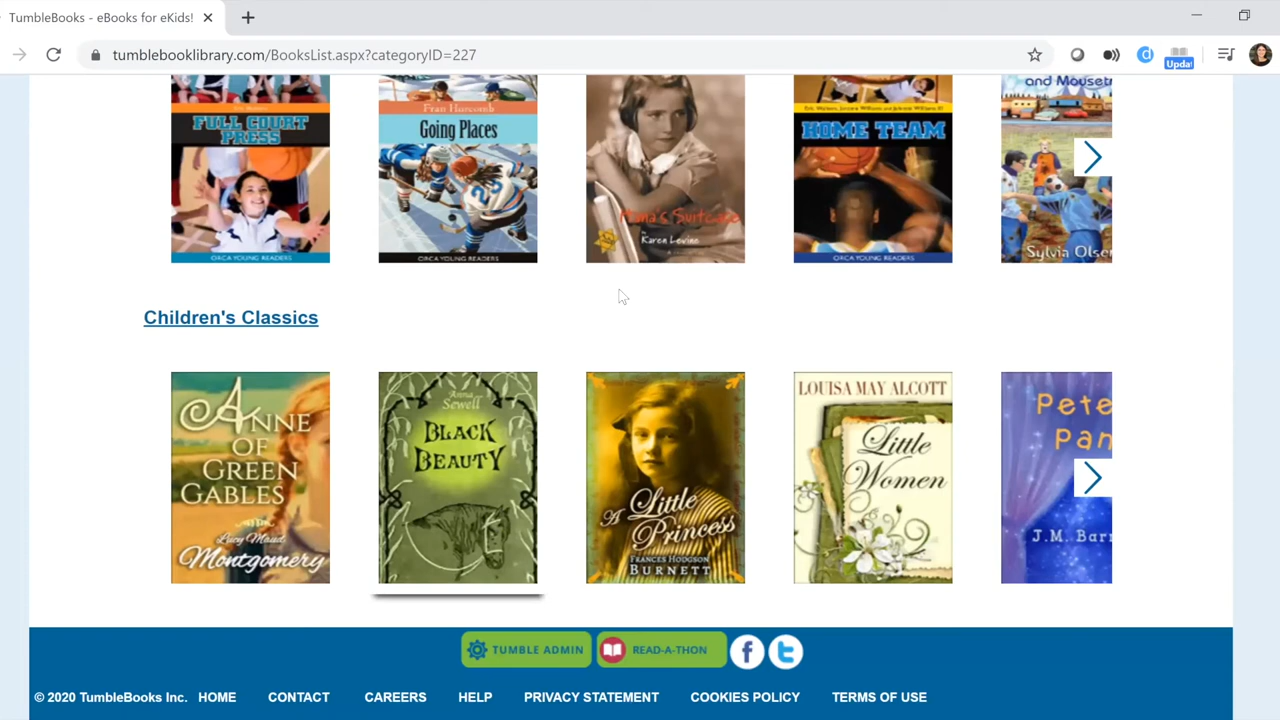 TumbleBooks - eBooks for eKids!
tumblebooklibrary.com/BooksList.aspx?categoryID=227
Upda!
FULL COURT
PRESS
ORCA YOUNG READERS
Fran Hurcomb
Going Places
ORCA YOUNG READERS
Hana's Suitcase
by
Karen Levine
HOME TEAM
ORCA YOUNG READERS
Sylvia Olsen
Children's Classics
ANNE
OF
GREEN
GABLES
Lucy Maud
Montgomery
Anna
Sewell
BLACK
BEAUTY
A Little
Princess
FRANCES HODGSON
BURNETT
LOUISA MAY ALCOTT
Little
Women
Pete
Pan
J.M. Barr
TUMBLE ADMIN
READ-A-THON
© 2020 TumbleBooks Inc. HOME CONTACT CAREERS HELP PRIVACY STATEMENT COOKIES POLICY TERMS OF USE